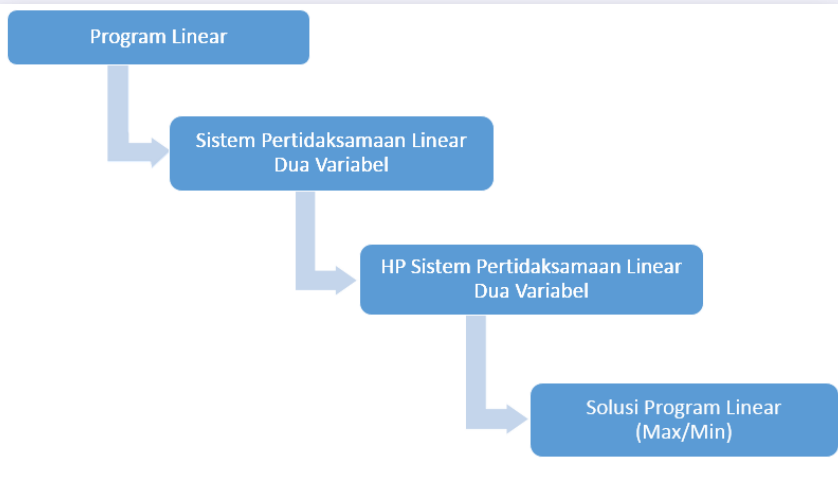 Program Linear
Sistem Pertidaksamaan Linear
Dua Variabel
HP Sistem Pertidaksamaan Linear
Dua Variabel
Solusi Program Linear
(Max/Min)